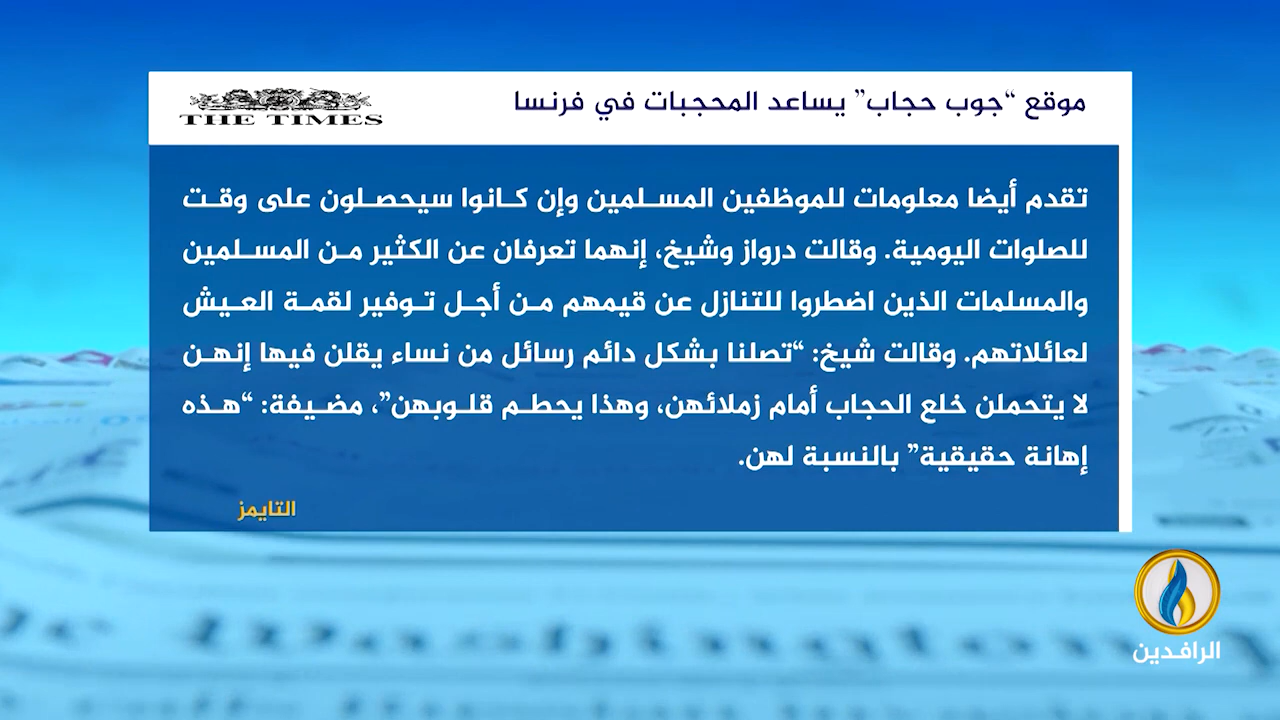 موقع “جوب حجاب” يساعد المحجبات في فرنسا
THE TIMES
تقدم أيضا معلومات للموظفين المسلمين وإن كانوا سيحصلون على وقت
للصلوات اليومية. وقالت درواز وشيخ، إنهما تعرفان عن الكثير من المسلمين
والمسلمات الذين اضطروا للتنازل عن قيمهم من أجل توفير لقمة العيش
لعائلاتهم. وقالت شيخ: “تصلنا بشكل دائم رسائل من نساء يقلن فيها إنهن
لا يتحملن خلع الحجاب أمام زملائهن، وهذا يحطم قلوبهن”، مضيفة: “هذه
إهانة حقيقية” بالنسبة لهن.
التايمز
الرافدين